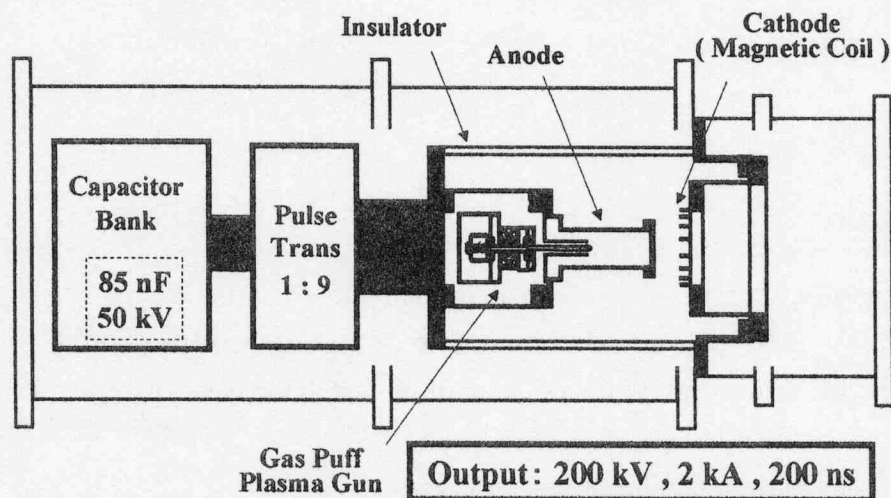 Insulator
Anode
Cathode
( Magnetic Coil )
Capacitor
Bank
85 nF
50 kV
Pulse
Trans
1 : 9
Gas Puff
Plasma Gun
Output : 200 kV , 2 kA , 200 ns